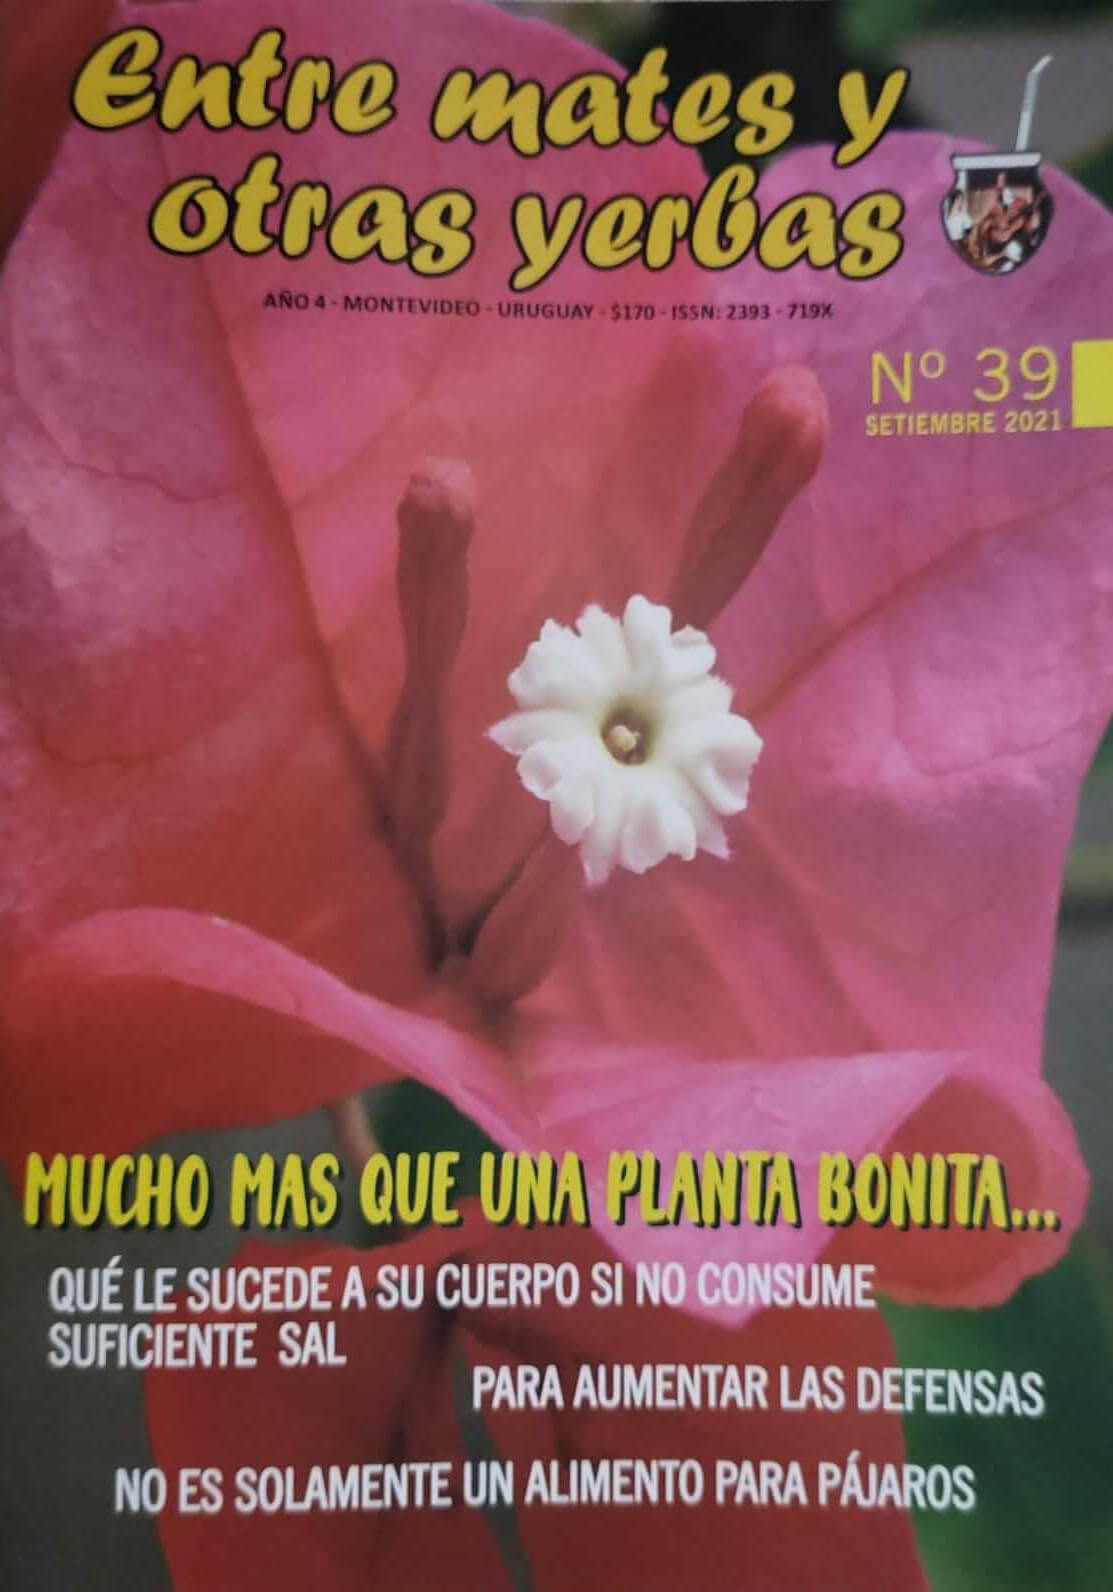 Entre mates y
otras yerbas
AÑO 4 - MONTEVIDEO - URUGUAY - $170 - ISSN: 2393 - 719X
Nº 39
SETIEMBRE 2021
MUCHO MAS QUE UNA PLANTA BONITA...
QUÉ LE SUCEDE A SU CUERPO SI NO CONSUME
SUFICIENTE SAL
PARA AUMENTAR LAS DEFENSAS
NO ES SOLAMENTE UN ALIMENTO PARA PÁJAROS